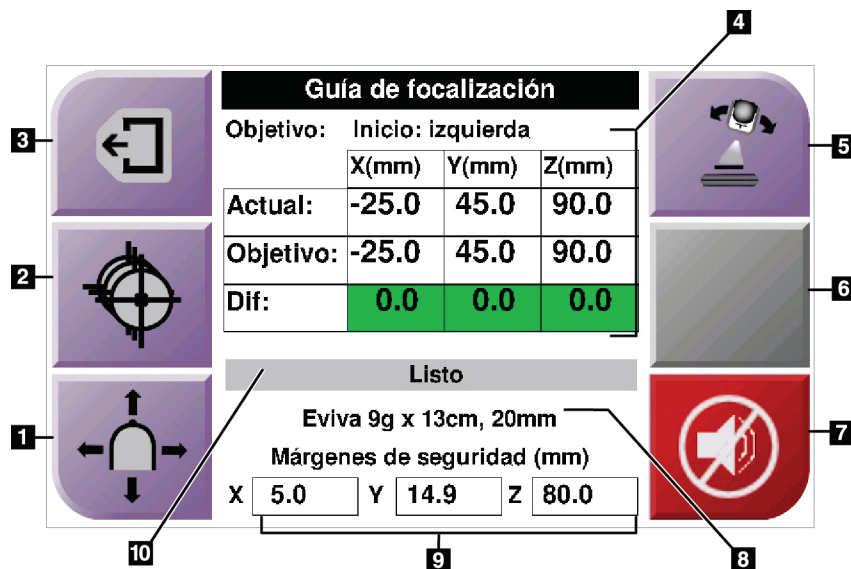 4
Guía de focalización
Objetivo: Inicio: izquierda
X(mm) Y(mm) Z(mm)
Actual: -25.0 45.0 90.0
Objetivo: -25.0 45.0 90.0
Dif: 0.0 0.0 0.0
Listo
Eviva 9g x 13cm, 20mm
Márgenes de seguridad (mm)
X 5.0 Y 14.9 Z 80.0
3
2
1
5
6
7
10
9
8